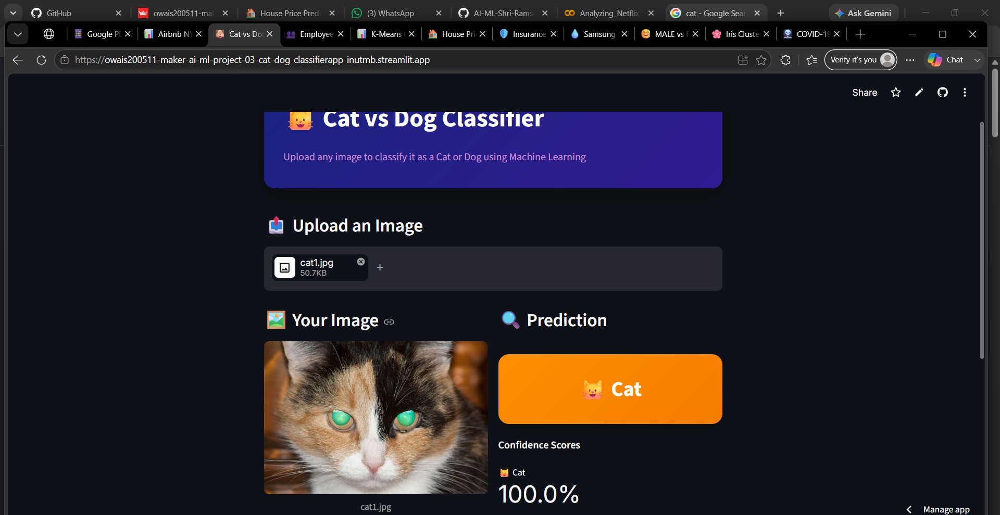 GitHub
owais200511-mal
House Price Pred
(3) WhatsApp
AI-ML-Shri-Rams
Analyzing_Netflix
cat - Google Sear
Ask Gemini
Google Pl
Airbnb NY
Cat vs Do
Employee
K-Means
House Pri
Insurance
Samsung
MALE vs F
Iris Cluste
COVID-19
https://owais200511-maker-ai-ml-project-03-cat-dog-classifierapp-inutmb.streamlit.app
Verify it's you
Chat
Share
Cat vs Dog Classifier
Upload any image to classify it as a Cat or Dog using Machine Learning
Upload an Image
cat1.jpg
50.7KB
Your Image
Prediction
Cat
Confidence Scores
Cat
100.0%
cat1.jpg
Manage app